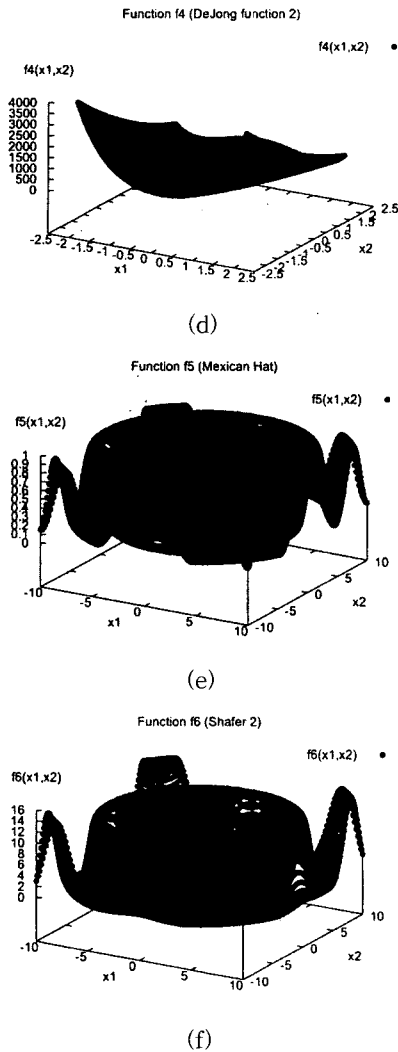 Function f4 (DeJong function 2)
f4(x1,x2)
f4(x1,x2)
4000
3500
3000
2500
2000
1500
1000
500
0
-2.5 -2 -1.5 -1 -0.5 0 0.5 1 1.5 2 2.5
x1
-2.5 -2 -1.5 -1 -0.5 0 0.5 1 1.5 2 2.5
x2
(d)
Function f5 (Mexican Hat)
f5(x1,x2)
f5(x1,x2)
1
0.9
0.8
0.7
0.6
0.5
0.4
0.3
0.2
0.1
0
-10 -5 0 5 10
x1
-10 -5 0 5 10
x2
(e)
Function f6 (Shafer 2)
f6(x1,x2)
f6(x1,x2)
16
14
12
10
8
6
4
2
0
-10 -5 0 5 10
x1
-10 -5 0 5 10
x2
(f)